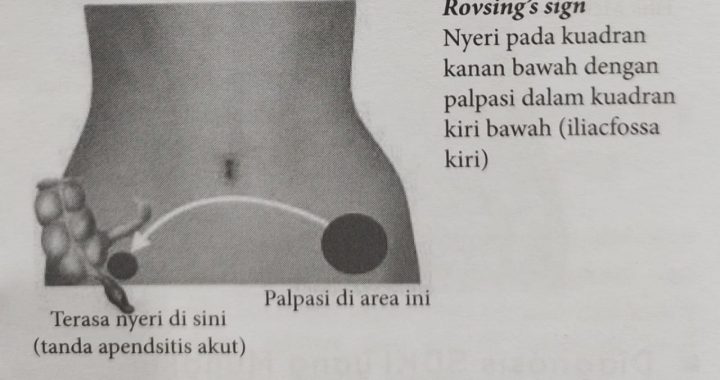 Rovsing's sign
Nyeri pada kuadran
kanan bawah dengan
palpasi dalam kuadran
kiri bawah (iliacfossa
kiri)
Palpasi di area ini
Terasa nyeri di sini
(tanda apendsitis akut)